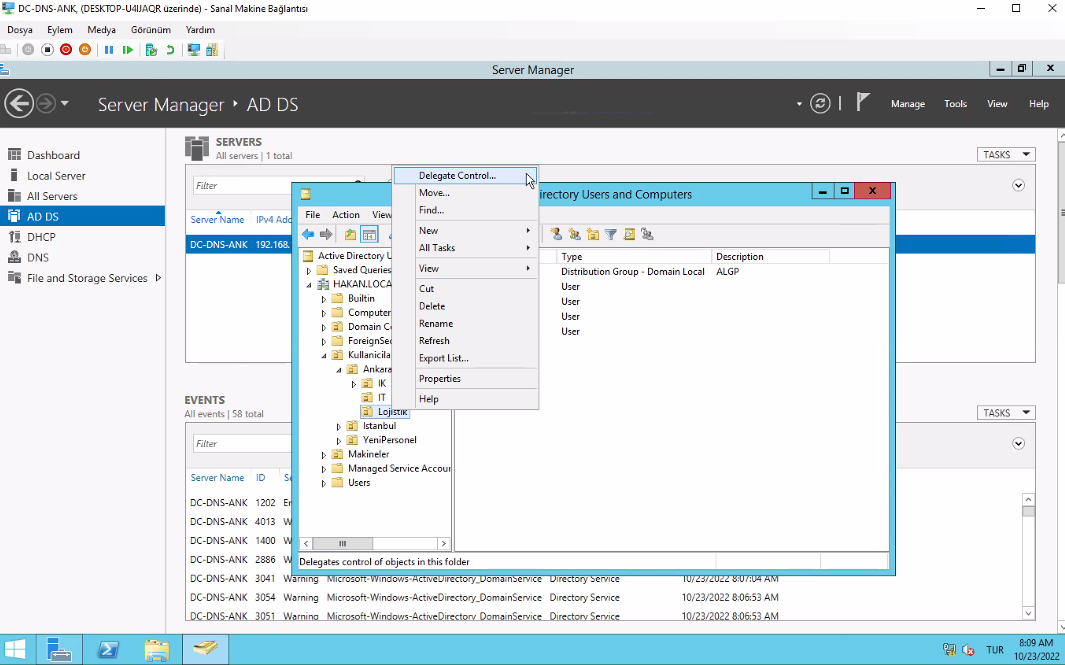 DC-DNS-ANK, (DESKTOP-U4IJAQR üzerinde) - Sanal Makine Bağlantısı
Dosya Eylem Medya Görünüm Yardım
Server Manager
Server Manager AD DS
Manage Tools View Help
Dashboard
Local Server
All Servers
AD DS
DHCP
DNS
File and Storage Services
SERVERS
All servers | 1 total
TASKS
Filter
Server Name IPv4 Add
DC-DNS-ANK 192.168.
irectory Users and Computers
File Action View
Active Directory U
Saved Queries
HAKAN.LOCA
Builtin
Computer
Domain Co
ForeignSec
Kullanicila
Ankara
IK
IT
Lojistik
Istanbul
YeniPersonel
Makineler
Managed Service Accour
Users
Delegate Control...
Move...
Find...
New
All Tasks
View
Cut
Delete
Rename
Refresh
Export List...
Properties
Help
Type Description
Distribution Group - Domain Local ALGP
User
User
User
User
Delegates control of objects in this folder
EVENTS
All events | 58 total
TASKS
Filter
Server Name ID Se
DC-DNS-ANK 1202 Er
DC-DNS-ANK 4013 W
DC-DNS-ANK 1400 W
DC-DNS-ANK 2886 W
DC-DNS-ANK 3041 Warning Microsoft-Windows-ActiveDirectory_DomainService Directory Service 10/23/2022 8:07:04 AM
DC-DNS-ANK 3054 Warning Microsoft-Windows-ActiveDirectory_DomainService Directory Service 10/23/2022 8:06:53 AM
DC-DNS-ANK 3051 Warning Microsoft-Windows-ActiveDirectory_DomainService Directory Service 10/23/2022 8:06:53 AM
TUR
8:09 AM
10/23/2022